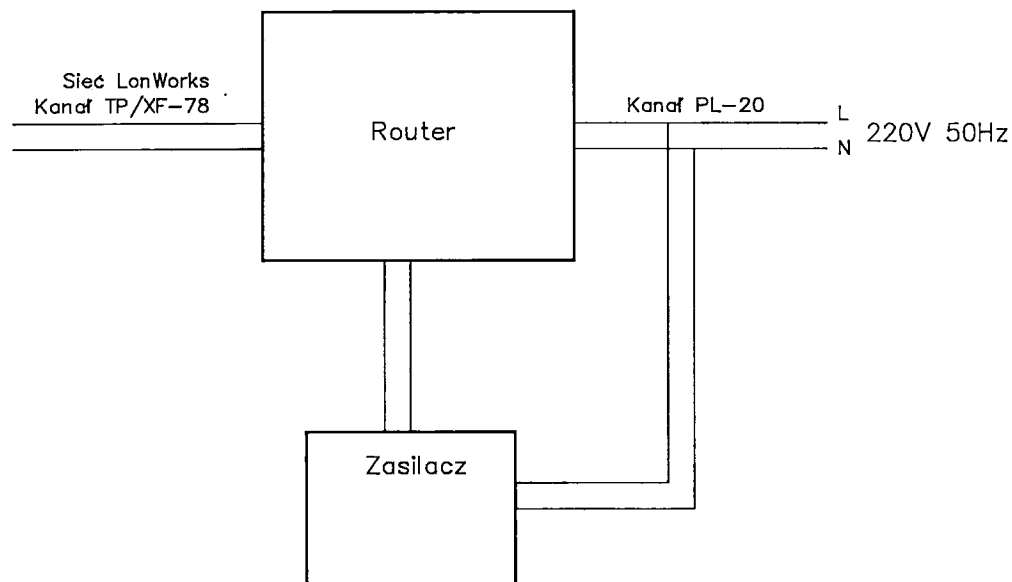 Sieć LonWorks
Kanał TP/XF-78
Router
Kanał PL-20
L
N
220V 50Hz
Zasilacz